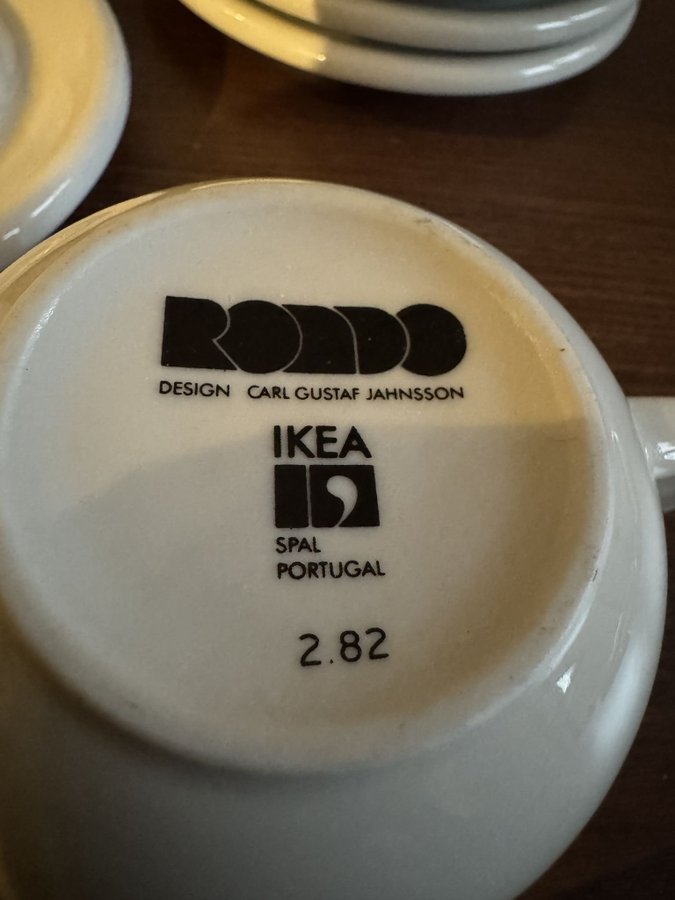 RONDO
DESIGN CARL GUSTAF JAHNSSON
IKEA
SPAL
PORTUGAL
2.82